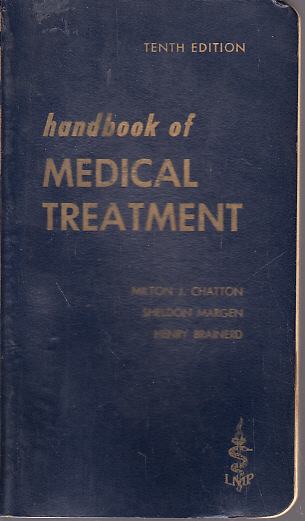 TENTH EDITION
handbook of
MEDICAL
TREATMENT
MILTON J. CHATTON
SHELDON MARGEN
HENRY BRAINERD
LMP